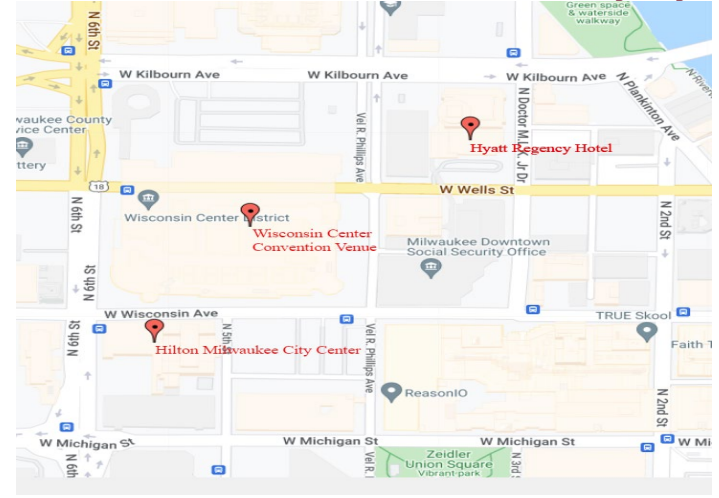 Green space
& waterside
walkway
N 6th St
W Kilbourn Ave
W Kilbourn Ave
W Kilbourn Ave
N Plankinton Ave
waukee County
vice Center
ttery
Vel R. Phillips Ave
N Doctor M.L.K. Jr Dr
Hyatt Regency Hotel
18
W Wells St
N 6th St
Wisconsin Center District
Wisconsin Center
Convention Venue
Milwaukee Downtown
Social Security Office
N 2nd St
N 6th St
W Wisconsin Ave
TRUE Skool
N 6th St
N 5th St
Vel R. Phillips Ave
Faith T
Hilton Milwaukee City Center
ReasonIO
N 2nd St
W Michigan St
W Michigan St
W Michigan St
W Mi
N 6th
Vel R.
Zeidler
Union Square
Vibrant park
N 3rd S